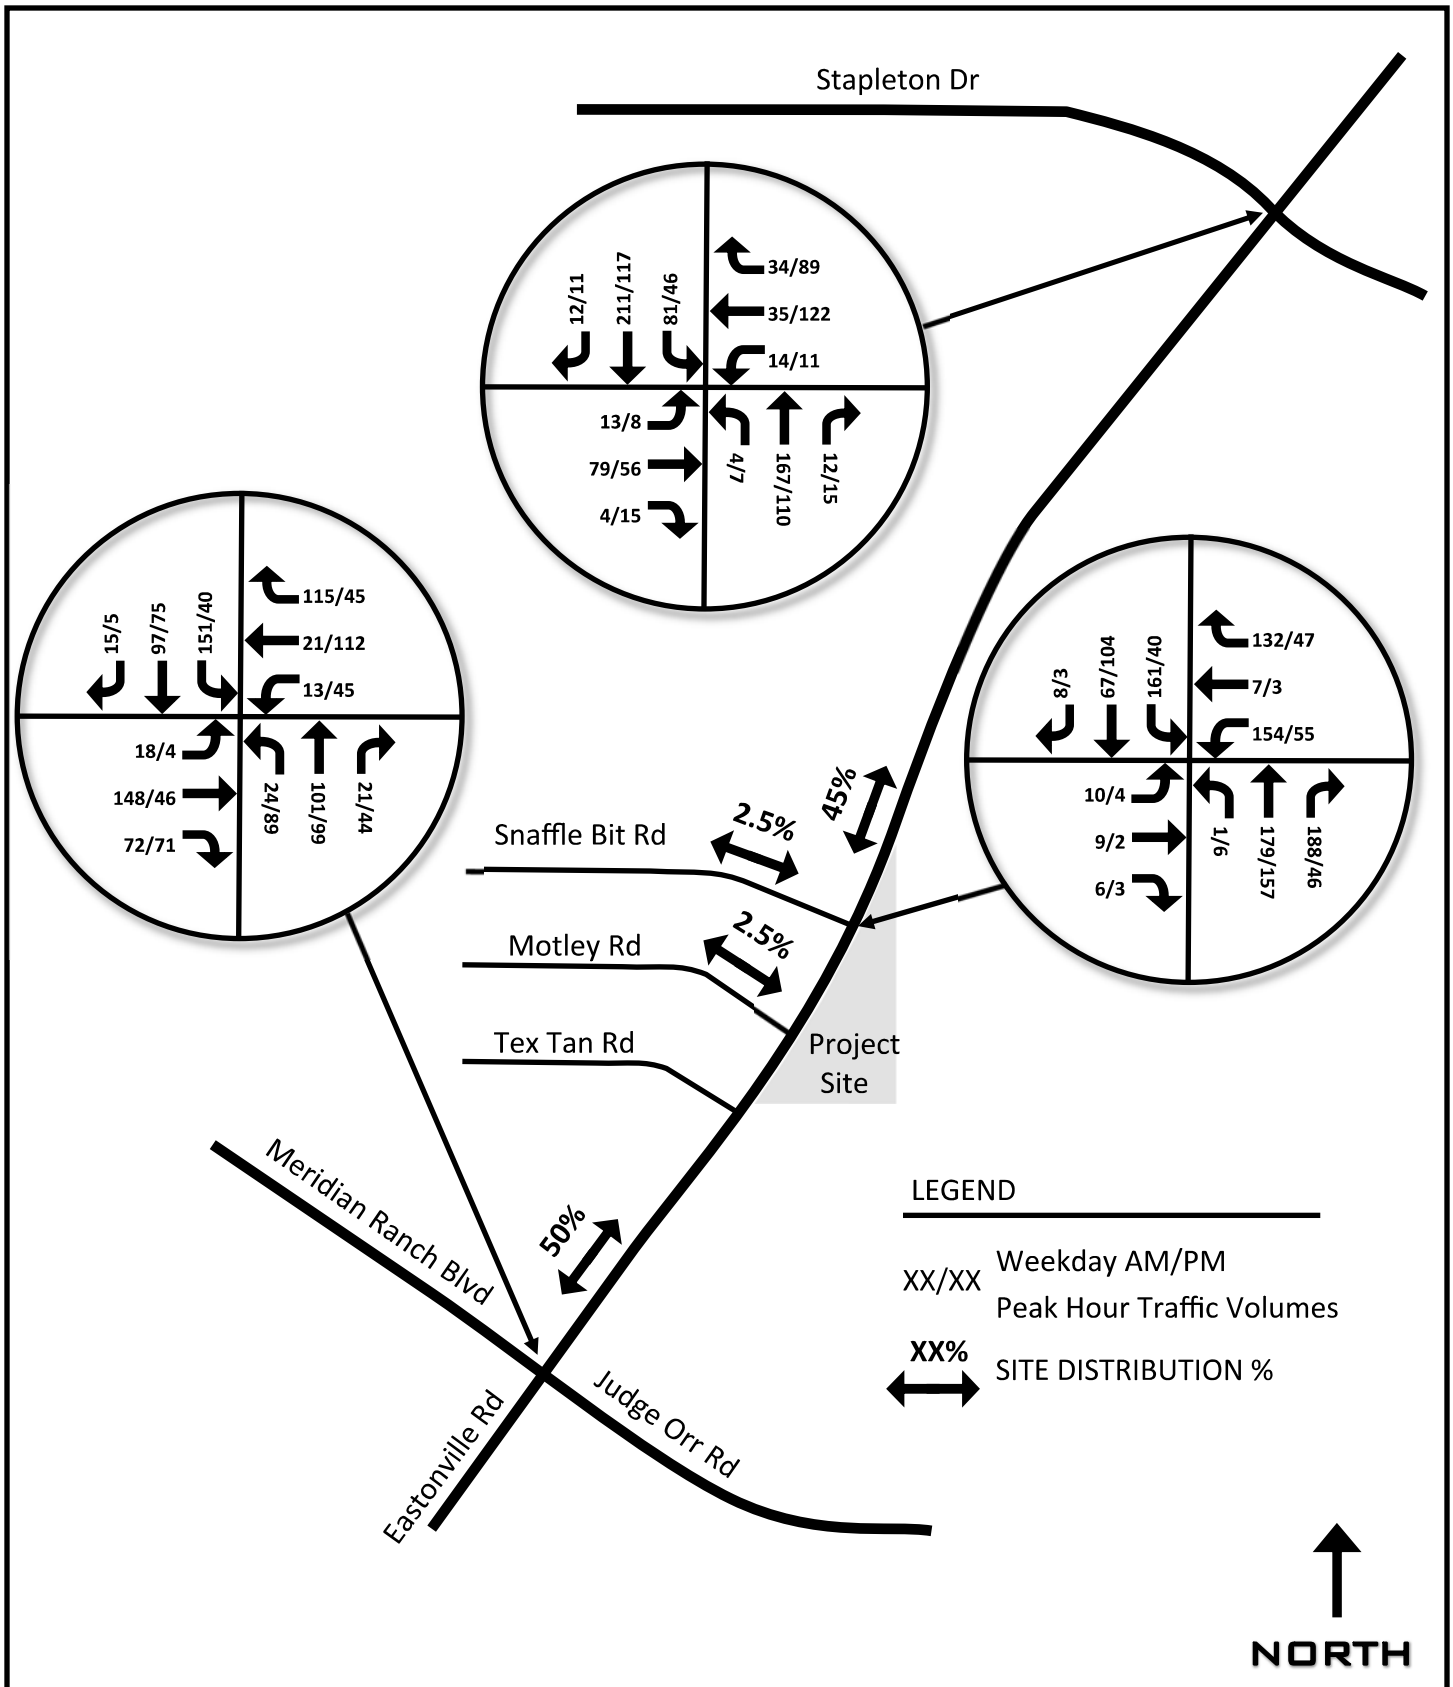 Stapleton Dr
12/11
211/117
81/46
34/89
35/122
14/11
13/8
79/56
4/15
4/7
167/110
12/15
15/5
97/75
151/40
115/45
21/112
13/45
18/4
148/46
72/71
24/89
101/99
21/44
8/3
67/104
161/40
132/47
7/3
154/55
10/4
9/2
6/3
1/6
179/157
188/46
45%
2.5%
Snaffle Bit Rd
2.5%
Motley Rd
Tex Tan Rd
Project
Site
Meridian Ranch Blvd
50%
Judge Orr Rd
Eastonville Rd
LEGEND
XX/XX
Weekday AM/PM
Peak Hour Traffic Volumes
XX%
SITE DISTRIBUTION %
NORTH